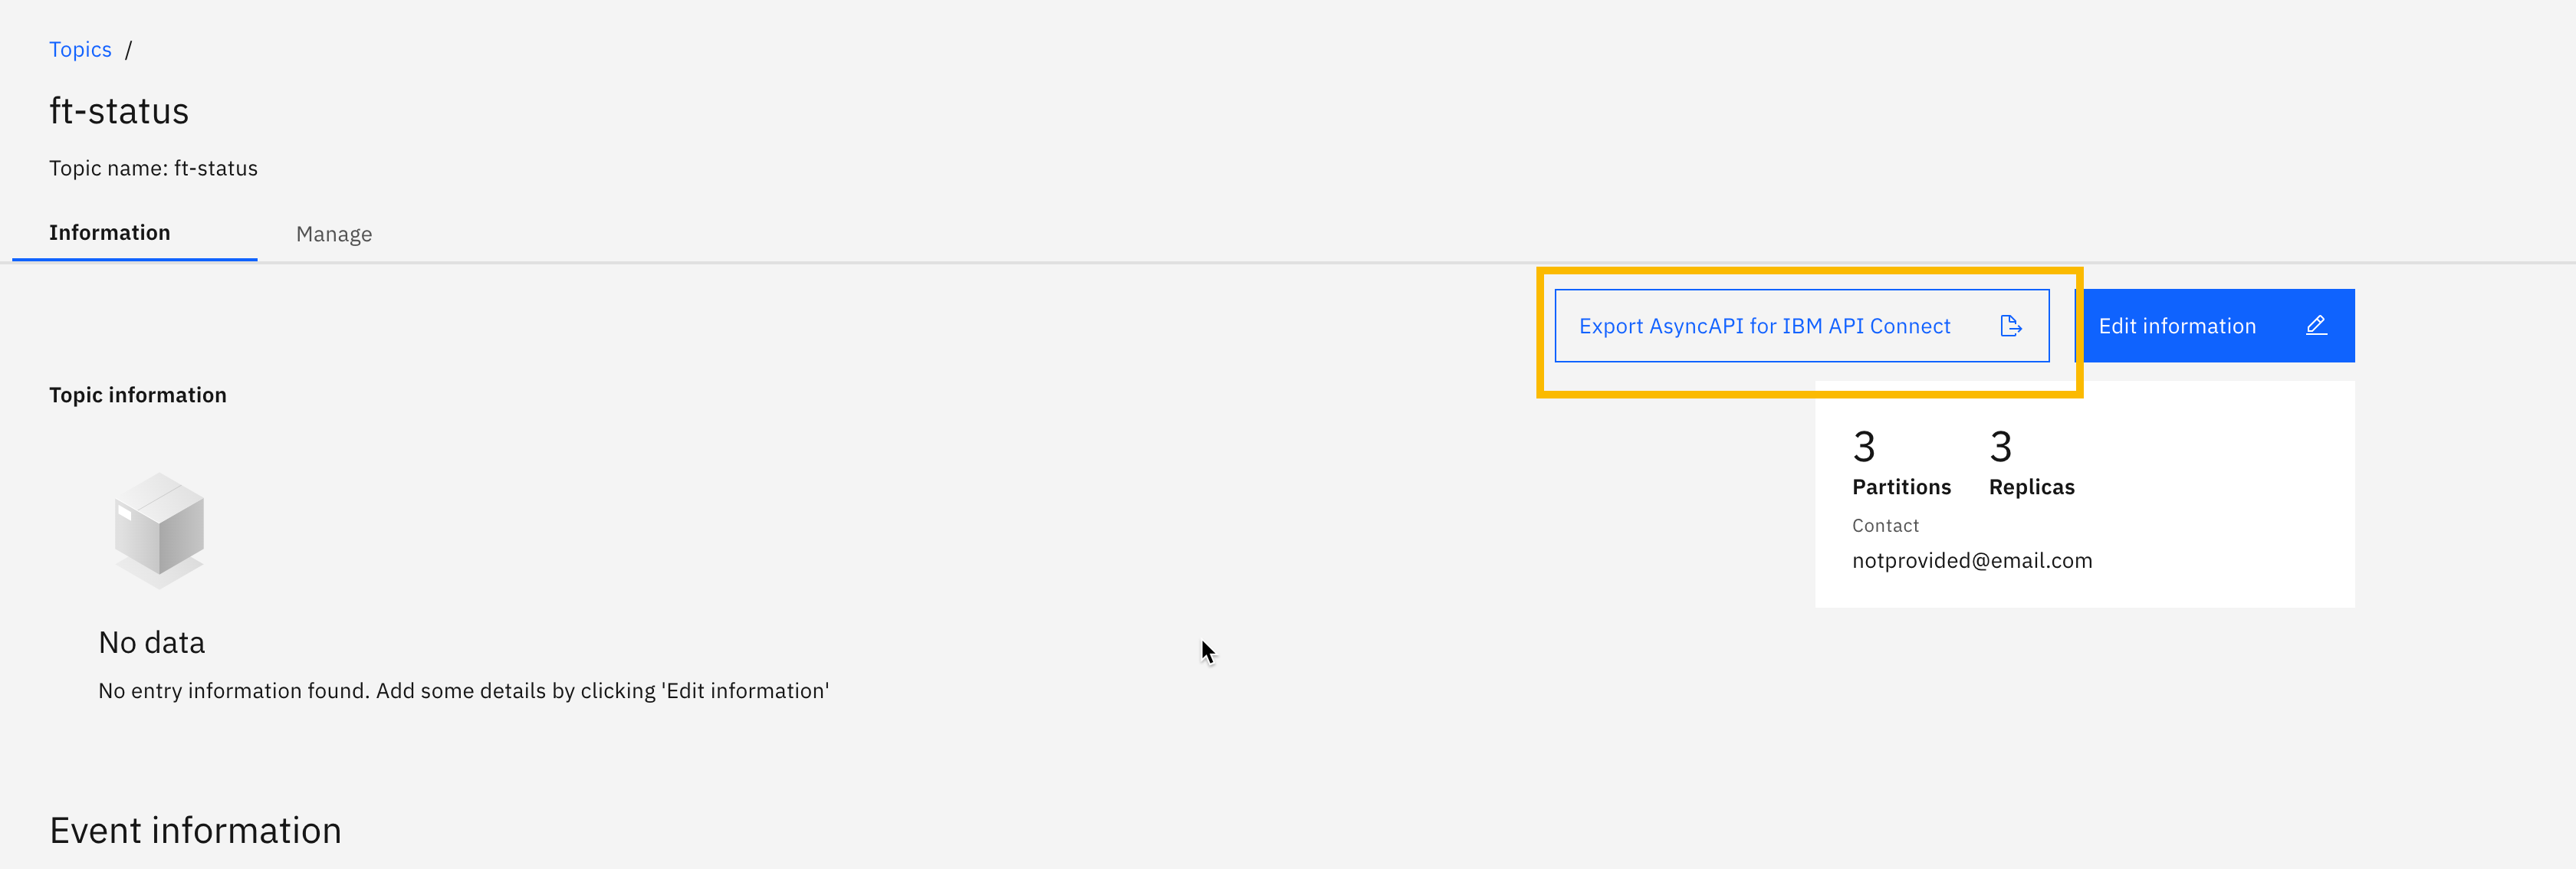 Topics /
ft-status
Topic name: ft-status
Information Manage
Export AsyncAPI for IBM API Connect Edit information
Topic information
3 3
Partitions Replicas
Contact
notprovided@email.com
No data
No entry information found. Add some details by clicking 'Edit information'
Event information